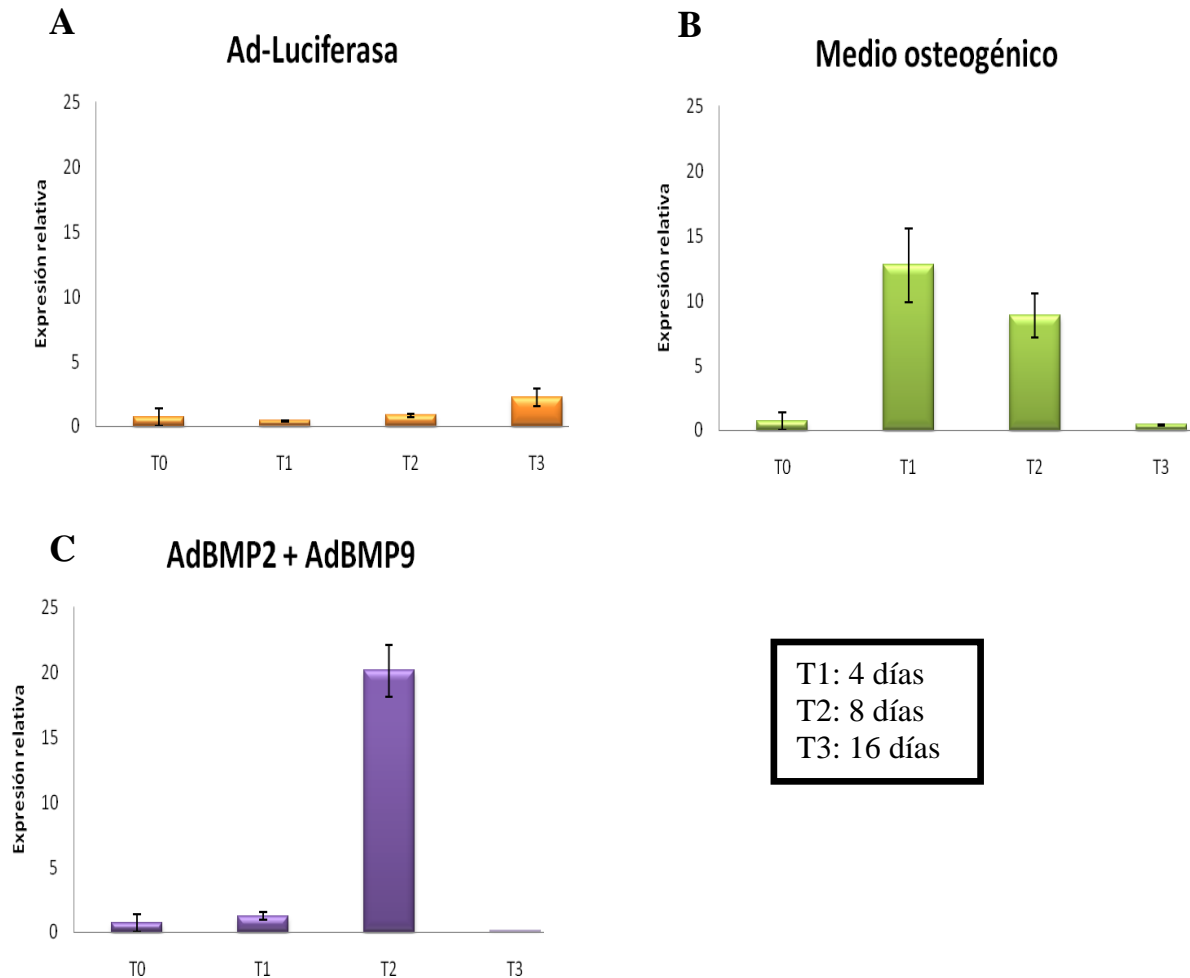 A
Ad-Luciferasa
25
20
15
10
5
0
Expresión relativa
T0 T1 T2 T3
B
Medio osteogénico
25
20
15
10
5
0
Expresión relativa
T0 T1 T2 T3
C
AdBMP2 + AdBMP9
25
20
15
10
5
0
Expresión relativa
T0 T1 T2 T3
T1: 4 días
T2: 8 días
T3: 16 días